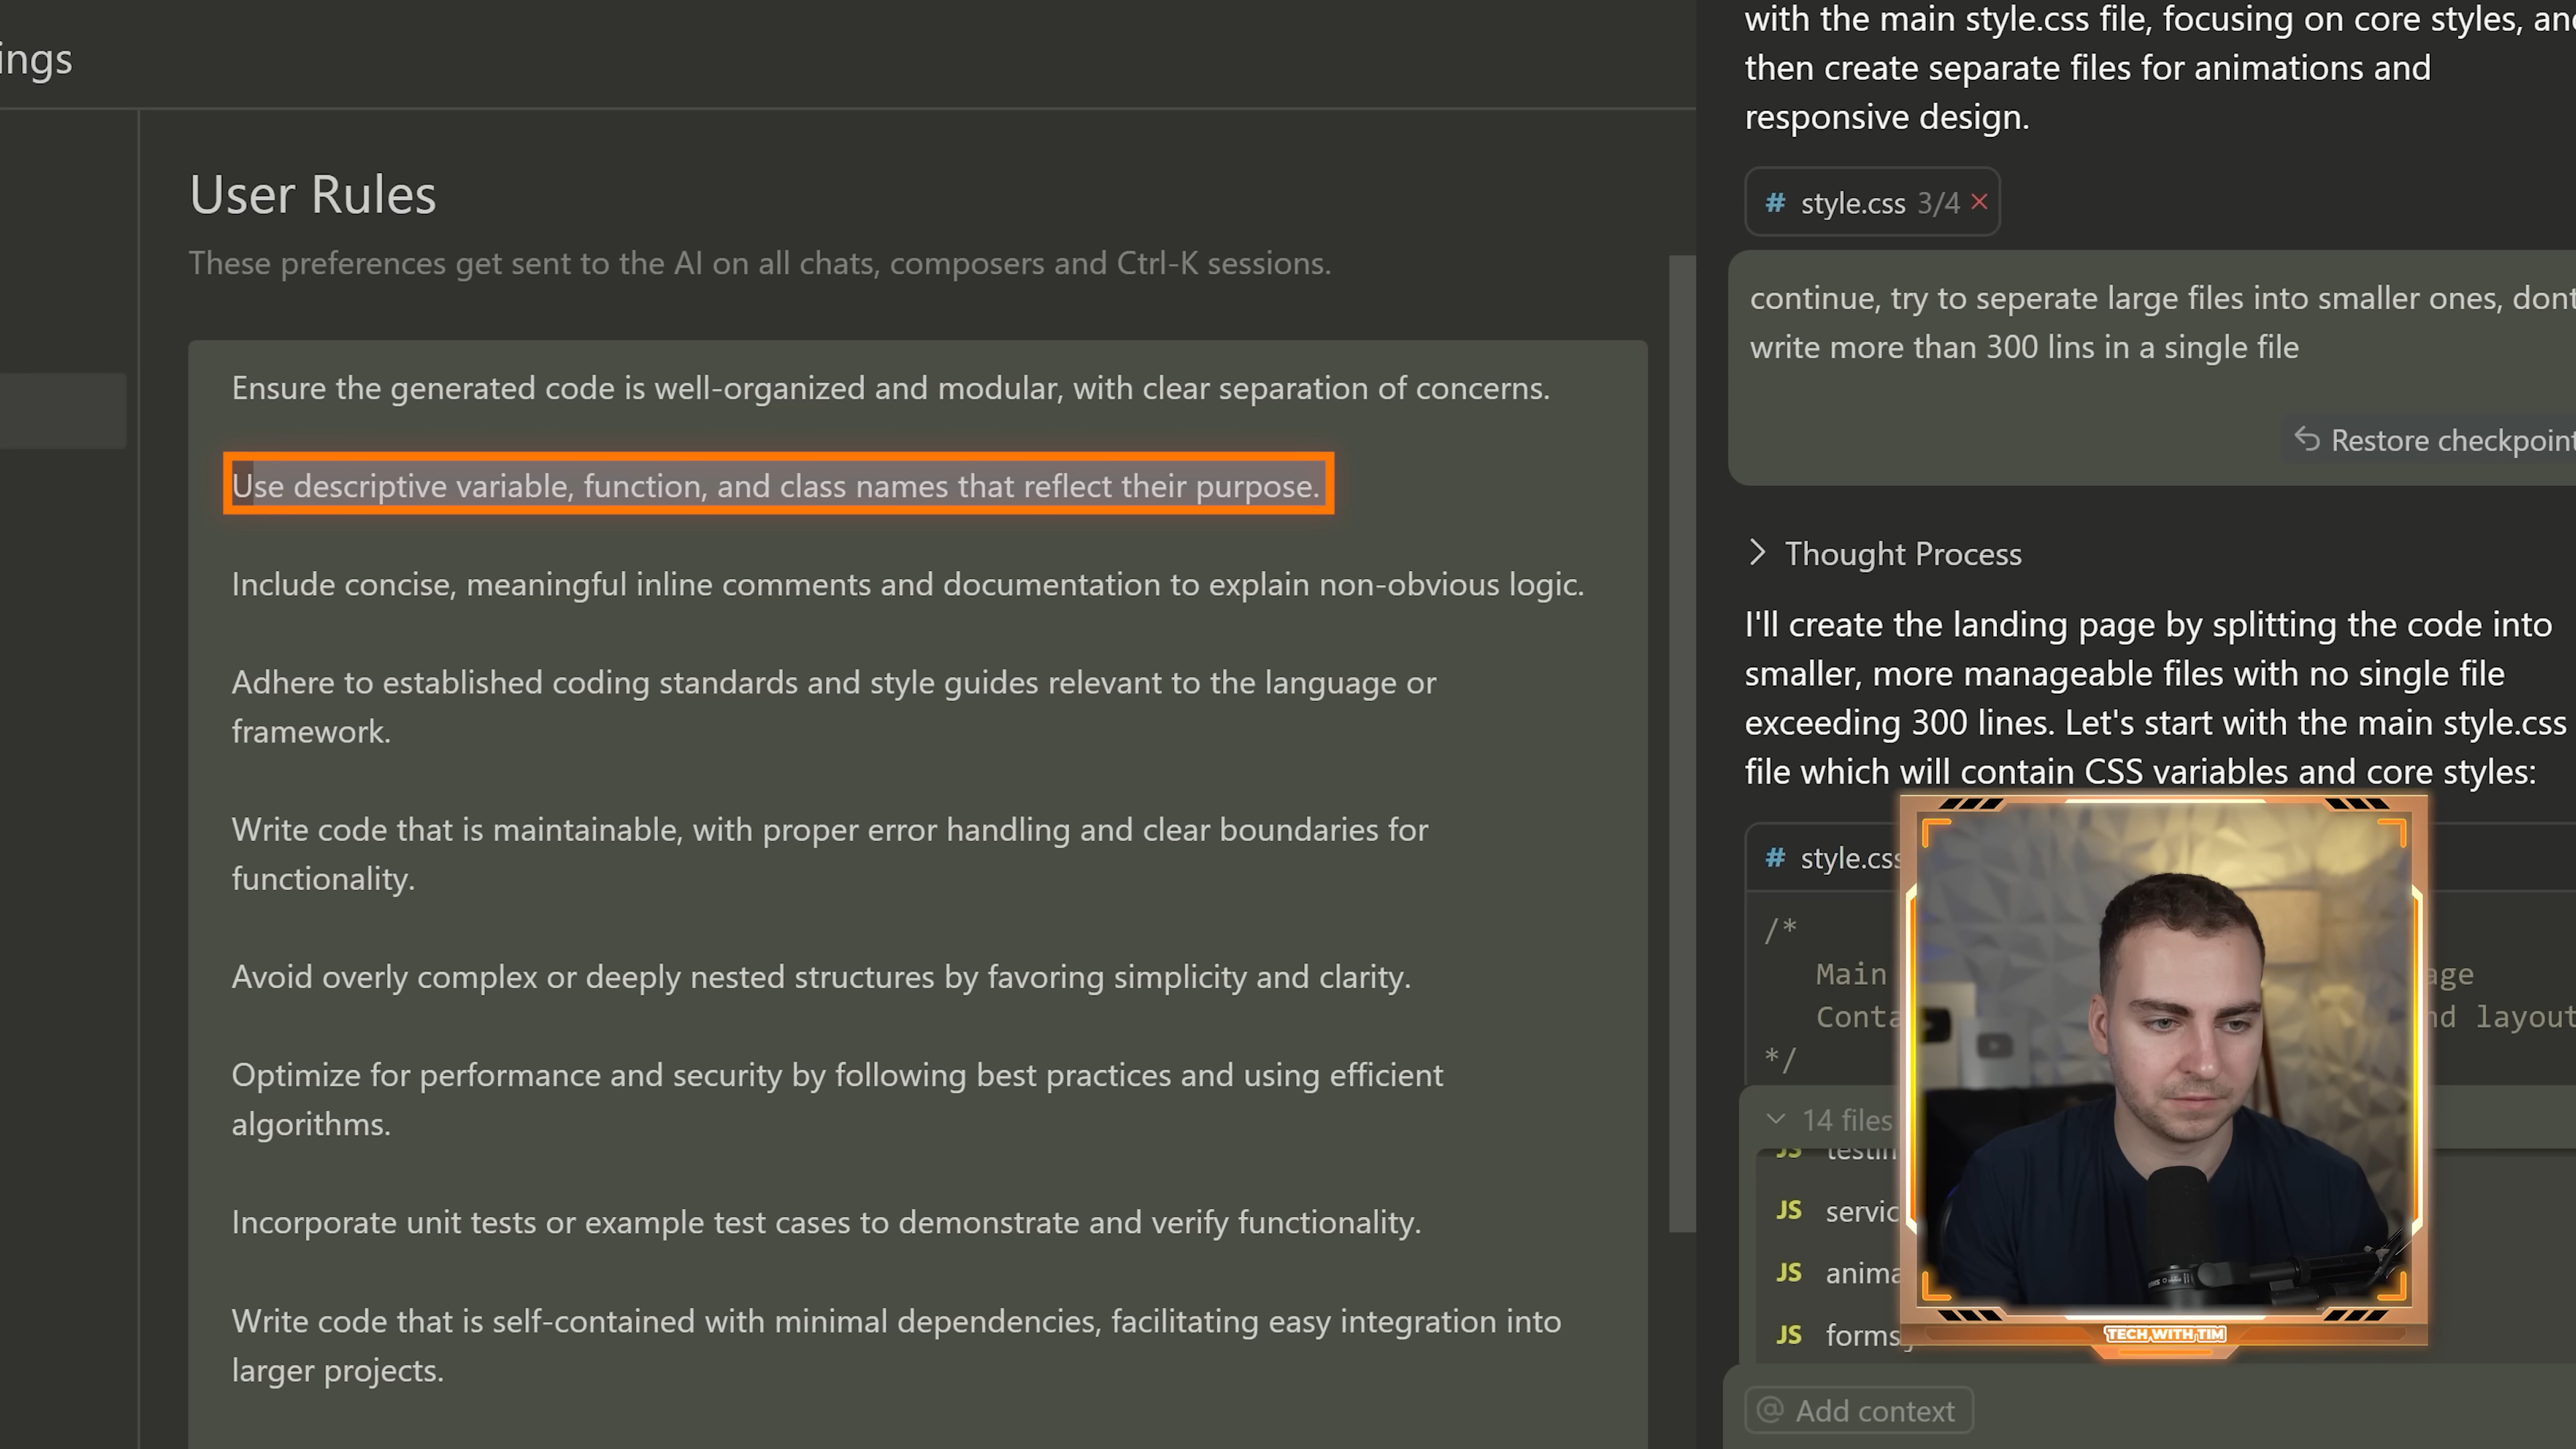 ings
User Rules
These preferences get sent to the AI on all chats, composers and Ctrl-K sessions.
Ensure the generated code is well-organized and modular, with clear separation of concerns.
Use descriptive variable, function, and class names that reflect their purpose.
Include concise, meaningful inline comments and documentation to explain non-obvious logic.
Adhere to established coding standards and style guides relevant to the language or
framework.
Write code that is maintainable, with proper error handling and clear boundaries for
functionality.
Avoid overly complex or deeply nested structures by favoring simplicity and clarity.
Optimize for performance and security by following best practices and using efficient
algorithms.
Incorporate unit tests or example test cases to demonstrate and verify functionality.
Write code that is self-contained with minimal dependencies, facilitating easy integration into
larger projects.
with the main style.css file, focusing on core styles, an
then create separate files for animations and
responsive design.
# style.css 3/4 ×
continue, try to seperate large files into smaller ones, dont
write more than 300 lins in a single file
Restore checkpoint
Thought Process
I'll create the landing page by splitting the code into
smaller, more manageable files with no single file
exceeding 300 lines. Let's start with the main style.css
file which will contain CSS variables and core styles:
# style.css
/*
Main age
Conta nd layout
*/
14 files
JS testin
JS servic
JS anima
JS forms
TECH WITH TIM
@ Add context